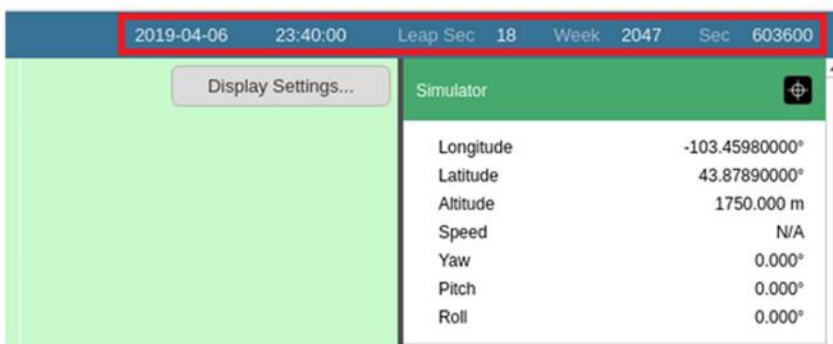 2019-04-06 23:40:00 Leap Sec 18 Week 2047 Sec 603600
Display Settings...
Simulator
Longitude -103.45980000°
Latitude 43.87890000°
Altitude 1750.000 m
Speed N/A
Yaw 0.000°
Pitch 0.000°
Roll 0.000°